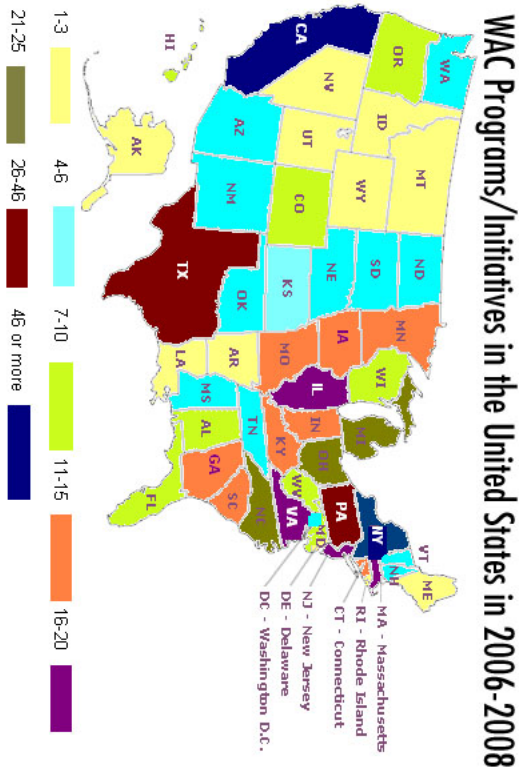 WAC Programs/Initiatives in the United States in 2006-2008
WA
OR
CA
NV
ID
MT
WY
UT
AZ
NM
CO
ND
SD
NE
KS
OK
TX
MN
IA
MO
AR
LA
WI
IL
MI
IN
OH
KY
TN
MS
AL
GA
FL
SC
NC
VA
WV
MD
PA
NY
VT
NH
ME
AK
HI
MA - Massachusetts
RI - Rhode Island
CT - Connecticut
NJ - New Jersey
DE - Delaware
DC - Washington D.C.
1-3
4-6
7-10
11-15
16-20
21-25
26-46
46 or more